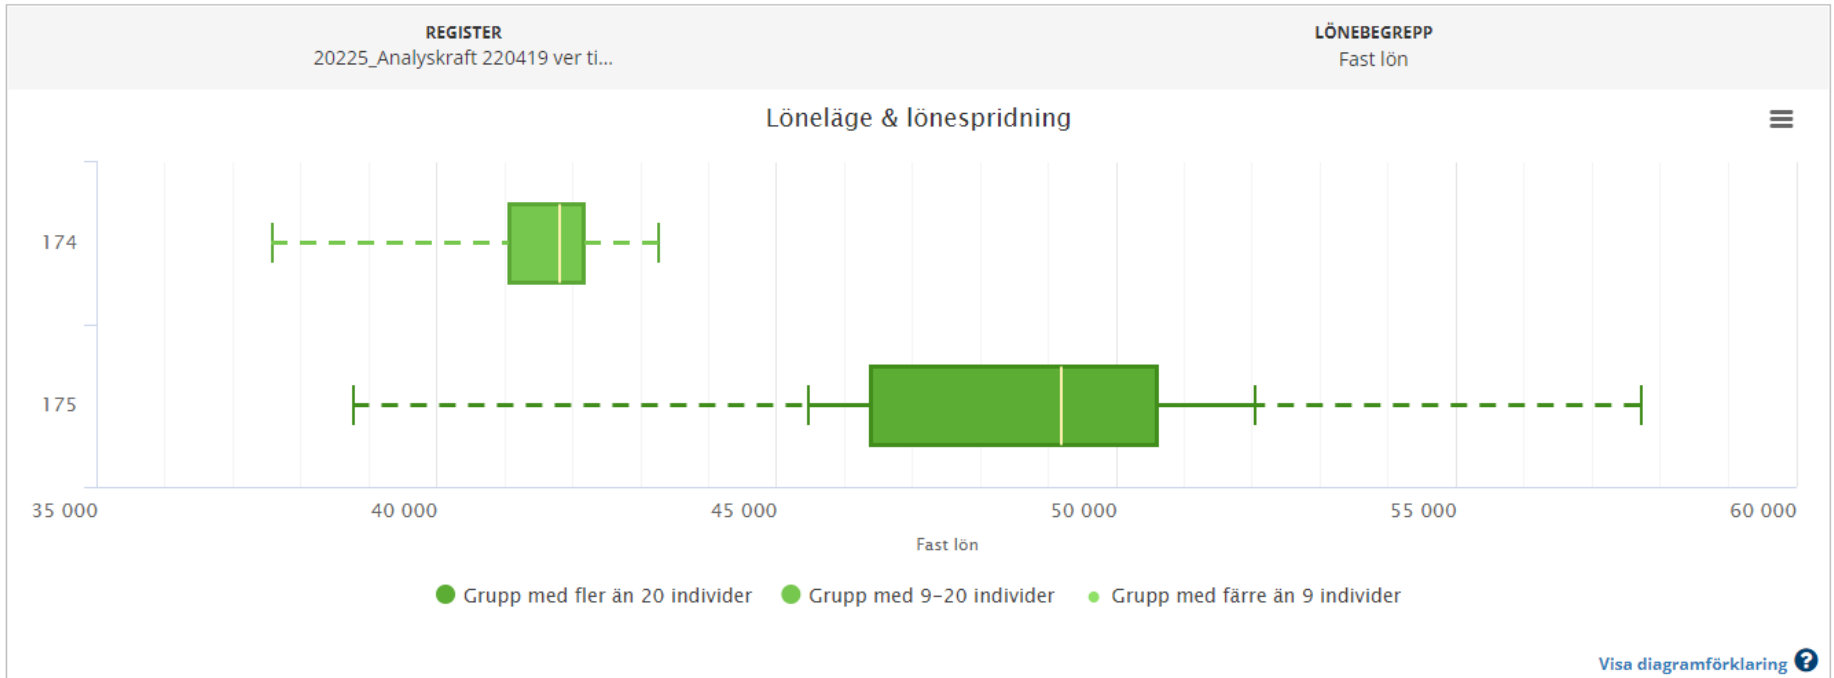 REGISTER
20225_Analyskraft 220419 ver ti...
LÖNEBEGREPP
Fast lön
Löneläge & lönespridning
174
175
35 000 40 000 45 000 50 000 55 000 60 000
Fast lön
Grupp med fler än 20 individer Grupp med 9–20 individer Grupp med färre än 9 individer
Visa diagramförklaring ?